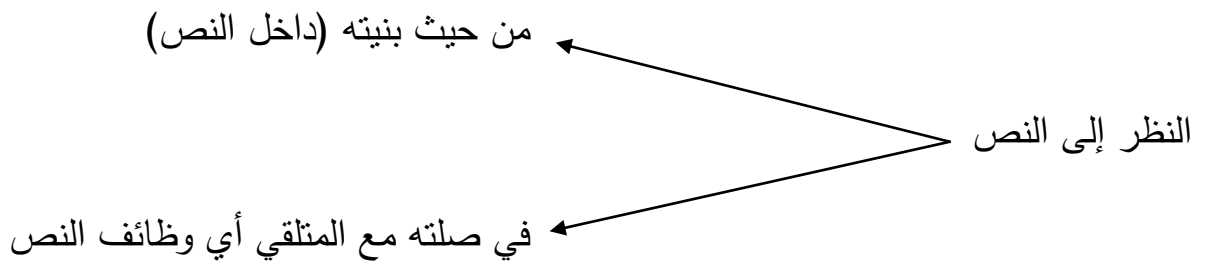 من حيث بنيته (داخل النص)
النظر إلى النص
في صلته مع المتلقي أي وظائف النص